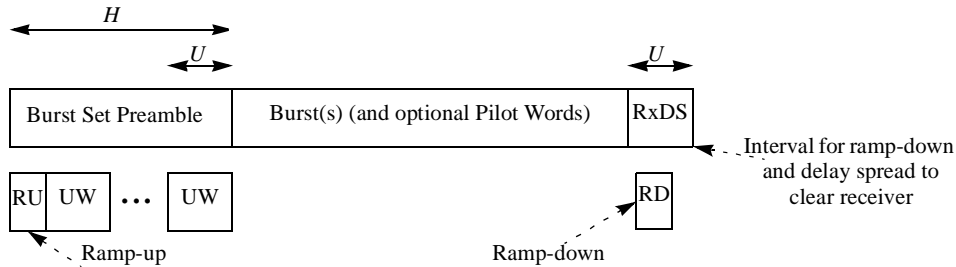 H
U
U
Burst Set Preamble
Burst(s) (and optional Pilot Words)
RxDS
Interval for ramp-down
and delay spread to
clear receiver
RU
UW
...
UW
RD
Ramp-up
Ramp-down